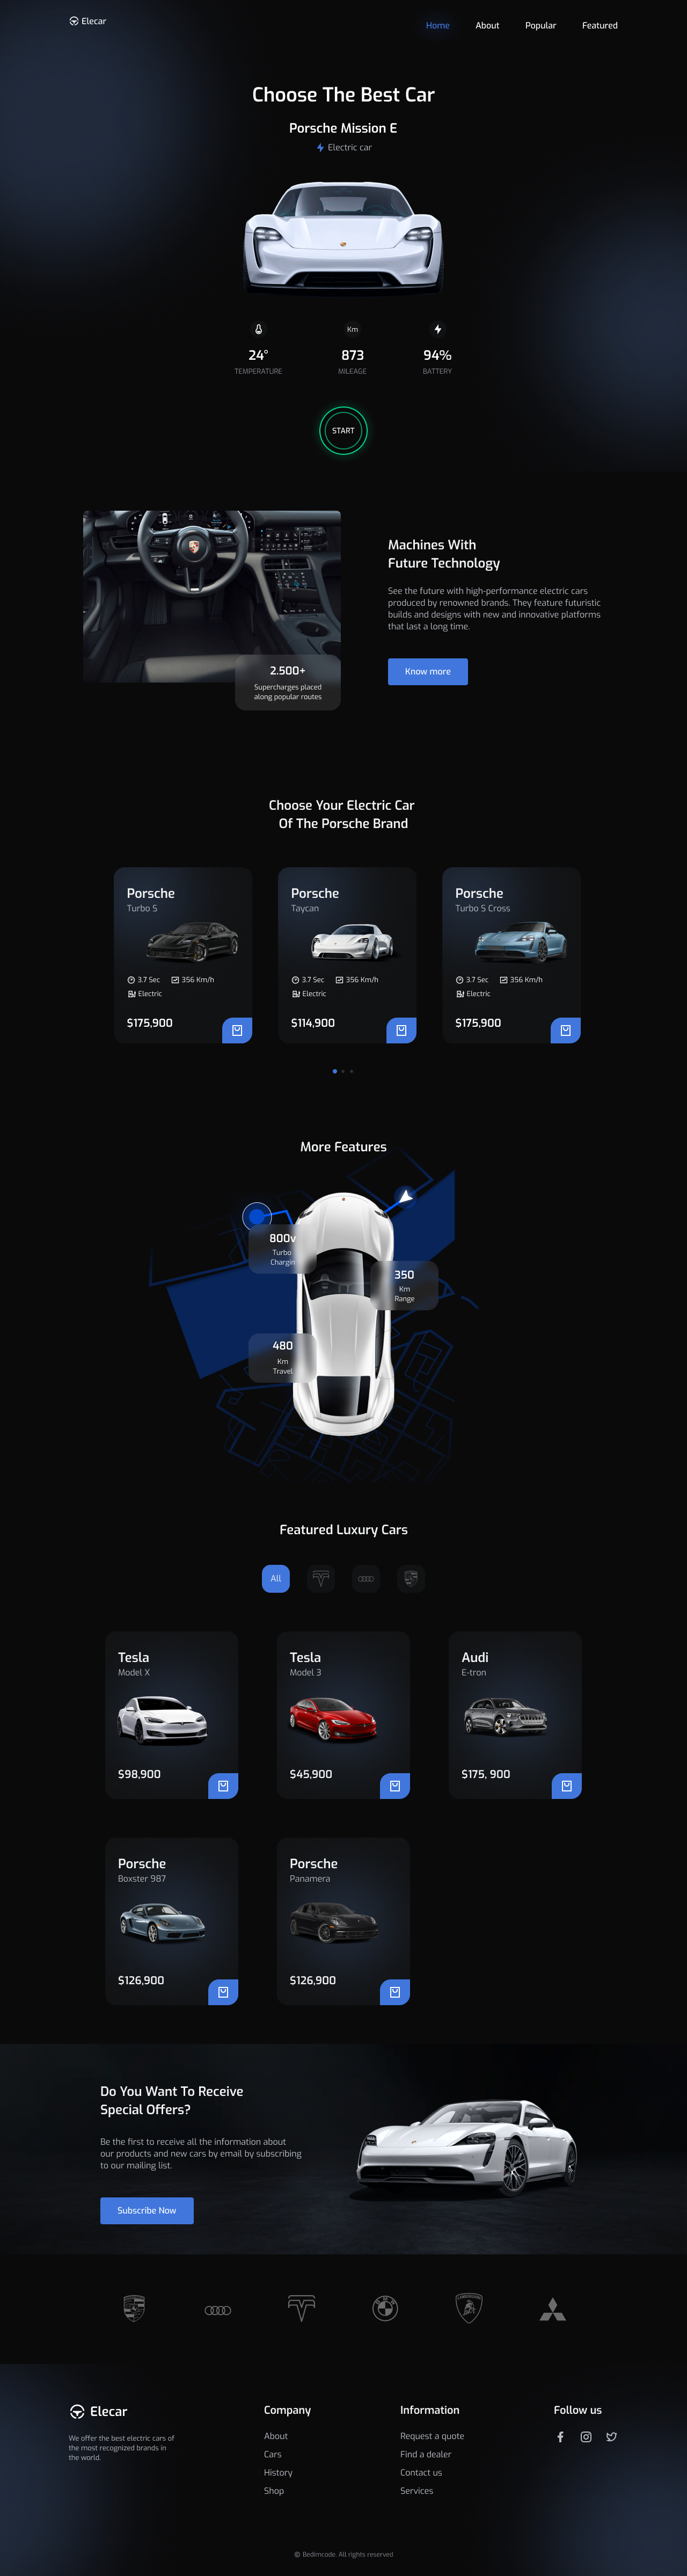 Elecar
Home
About
Popular
Featured
Choose The Best Car
Porsche Mission E
Electric car
Km
24°
873
94%
TEMPERATURE
MILEAGE
BATTERY
START
Machines With
Future Technology
See the future with high-performance electric cars
produced by renowned brands. They feature futuristic
builds and designs with new and innovative platforms
that last a long time.
2.500+
Supercharges placed
along popular routes
Know more
Choose Your Electric Car
Of The Porsche Brand
Porsche
Turbo S
3.7 Sec
356 Km/h
Electric
$175,900
Porsche
Taycan
3.7 Sec
356 Km/h
Electric
$114,900
Porsche
Turbo S Cross
3.7 Sec
356 Km/h
Electric
$175,900
More Features
800v
Turbo
Chargin
350
Km
Range
480
Km
Travel
Featured Luxury Cars
All
Tesla
Model X
$98,900
Tesla
Model 3
$45,900
Audi
E-tron
$175, 900
Porsche
Boxster 987
$126,900
Porsche
Panamera
$126,900
Do You Want To Receive
Special Offers?
Be the first to receive all the information about
our products and new cars by email by subscribing
to our mailing list.
Subscribe Now
Elecar
We offer the best electric cars of
the most recognized brands in
the world.
Company
About
Cars
History
Shop
Information
Request a quote
Find a dealer
Contact us
Services
Follow us
© Bedimcode. All rights reserved